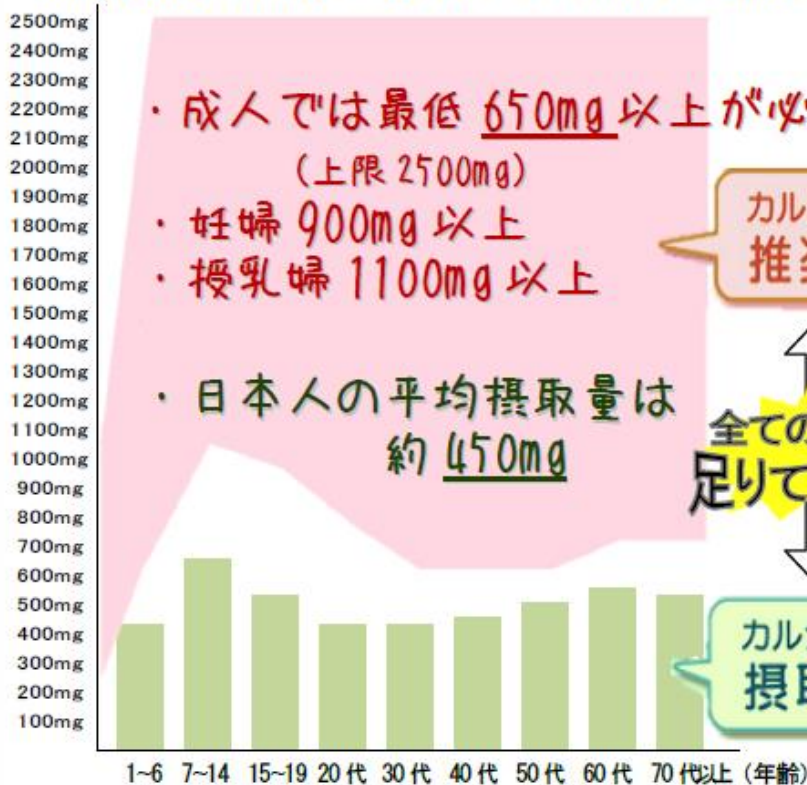 2500mg
2400mg
2300mg
2200mg
2100mg
2000mg
1900mg
1800mg
1700mg
1600mg
1500mg
1400mg
1300mg
1200mg
1100mg
1000mg
900mg
800mg
700mg
600mg
500mg
400mg
300mg
200mg
100mg
・成人では最低 650mg 以上が必
(上限 2500mg)
・妊婦 900mg 以上
・授乳婦 1100mg 以上
・日本人の平均摂取量は
約 450mg
カル
推
全ての
足りて
カル
摂取
1~6 7~14 15~19 20代 30代 40代 50代 60代 70代以上 (年齢)